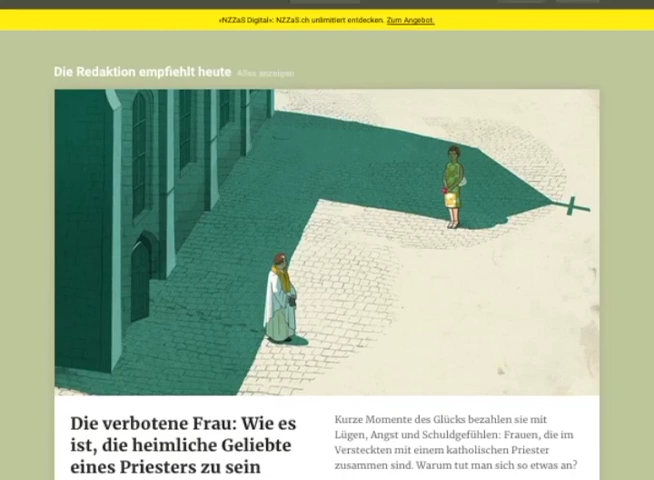 «NZZaS Digital»: NZZaS.ch unlimitiert entdecken. Zum Angebot.
Die Redaktion empfiehlt heute Alles anzeigen
Die verbotene Frau: Wie es
ist, die heimliche Geliebte
eines Priesters zu sein
Kurze Momente des Glücks bezahlen sie mit
Lügen, Angst und Schuldgefühlen: Frauen, die im
Versteckten mit einem katholischen Priester
zusammen sind. Warum tut man sich so etwas an?